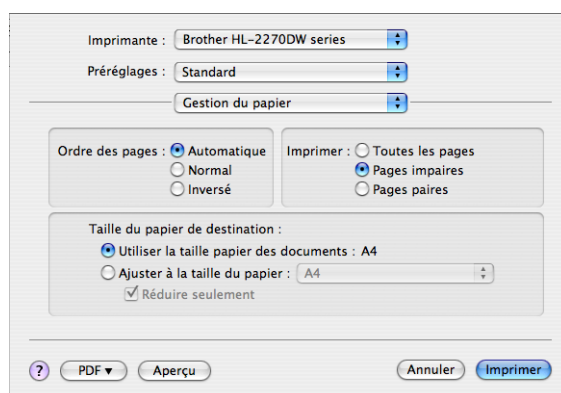 Imprimante : Brother HL-2270DW series
Préréglages : Standard
Gestion du papier
Ordre des pages : Automatique
Normal
Inversé
Imprimer : Toutes les pages
Pages impaires
Pages paires
Taille du papier de destination :
Utiliser la taille papier des documents : A4
Ajuster à la taille du papier : A4
Réduire seulement
? PDF ▾ Aperçu Annuler Imprimer